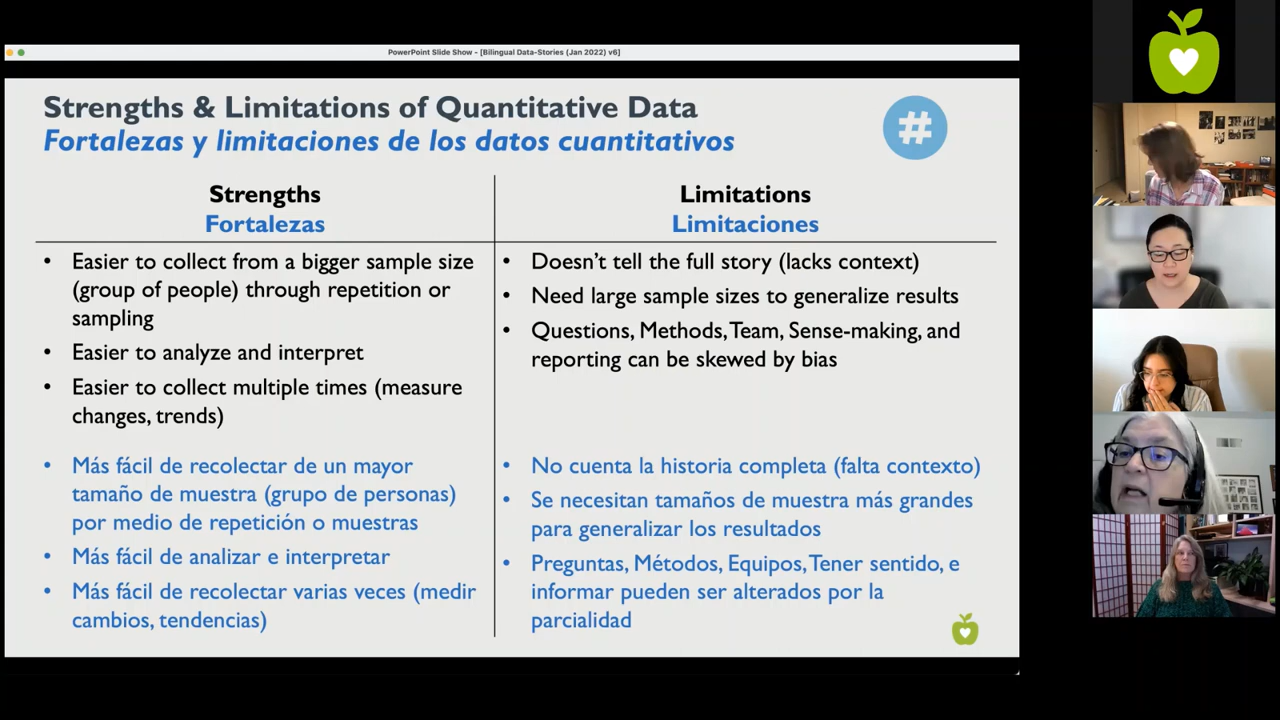 PowerPoint Slide Show - [Bilingual Data-Stories (Jan 2022) v6]
Strengths & Limitations of Quantitative Data
Fortalezas y limitaciones de los datos cuantitativos
#
Strengths
Fortalezas
• Easier to collect from a bigger sample size
(group of people) through repetition or
sampling
• Easier to analyze and interpret
• Easier to collect multiple times (measure
changes, trends)
• Más fácil de recolectar de un mayor
tamaño de muestra (grupo de personas)
por medio de repetición o muestras
• Más fácil de analizar e interpretar
• Más fácil de recolectar varias veces (medir
cambios, tendencias)
Limitations
Limitaciones
• Doesn't tell the full story (lacks context)
• Need large sample sizes to generalize results
• Questions, Methods, Team, Sense-making, and
reporting can be skewed by bias
• No cuenta la historia completa (falta contexto)
• Se necesitan tamaños de muestra más grandes
para generalizar los resultados
• Preguntas, Métodos, Equipos, Tener sentido, e
informar pueden ser alterados por la
parcialidad